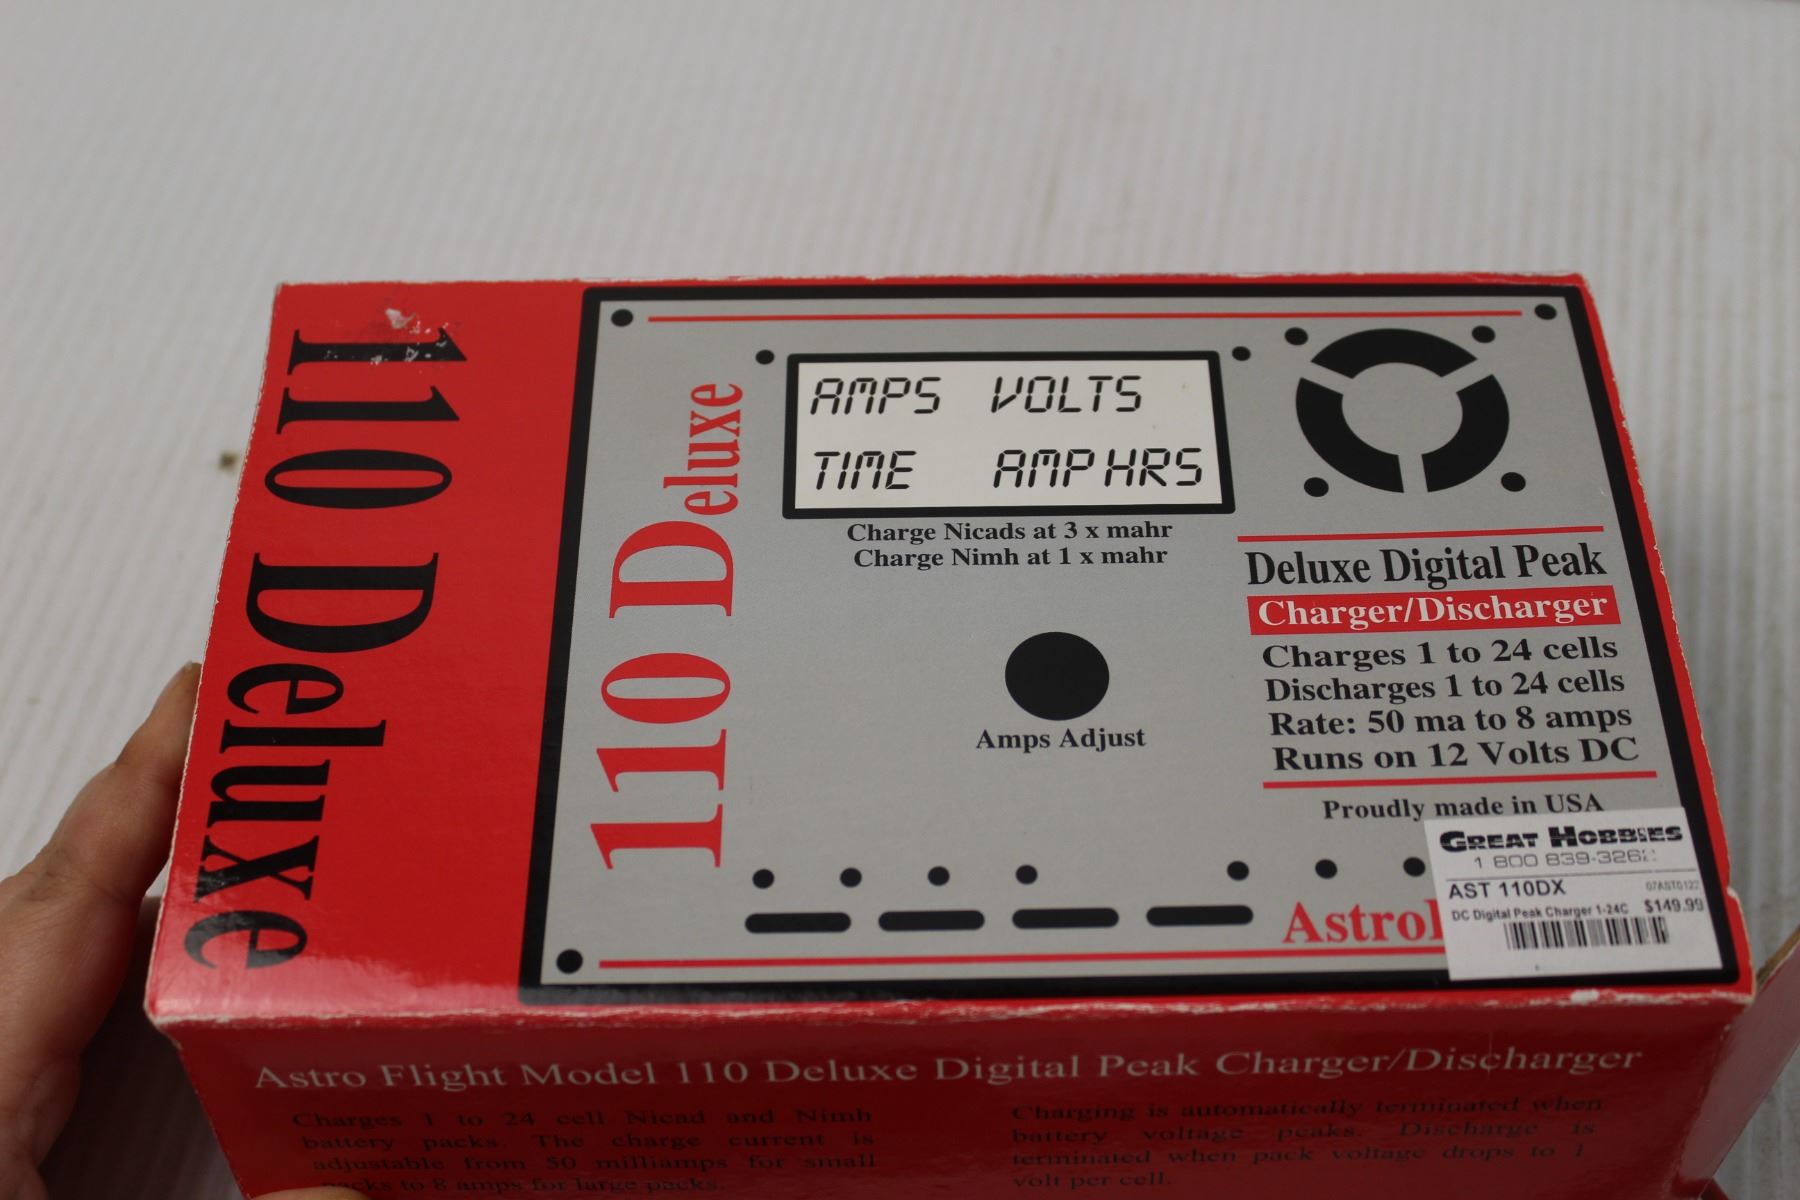 110 Deluxe
110 Deluxe
AMPS VOLTS
TIME AMP HRS
Charge Nicads at 3 x mahr
Charge Nimh at 1 x mahr
Amps Adjust
Deluxe Digital Peak
Charger/Discharger
Charges 1 to 24 cells
Discharges 1 to 24 cells
Rate: 50 ma to 8 amps
Runs on 12 Volts DC
Proudly made in USA
GREAT HOBBIES
1 800 839-3262
AST 110DX 07AST0122
DC Digital Peak Charger 1-24C $149.99
Astro
Astro Flight Model 110 Deluxe Digital Peak Charger/Discharger
Charges 1 to 24 cell Nicad and Nimh
battery packs. The charge current is
adjustable from 50 milliamps for small
packs to 8 amps for large packs.
Charging is automatically terminated when
battery voltage peaks. Discharge is
terminated when pack voltage drops to 1
volt per cell.